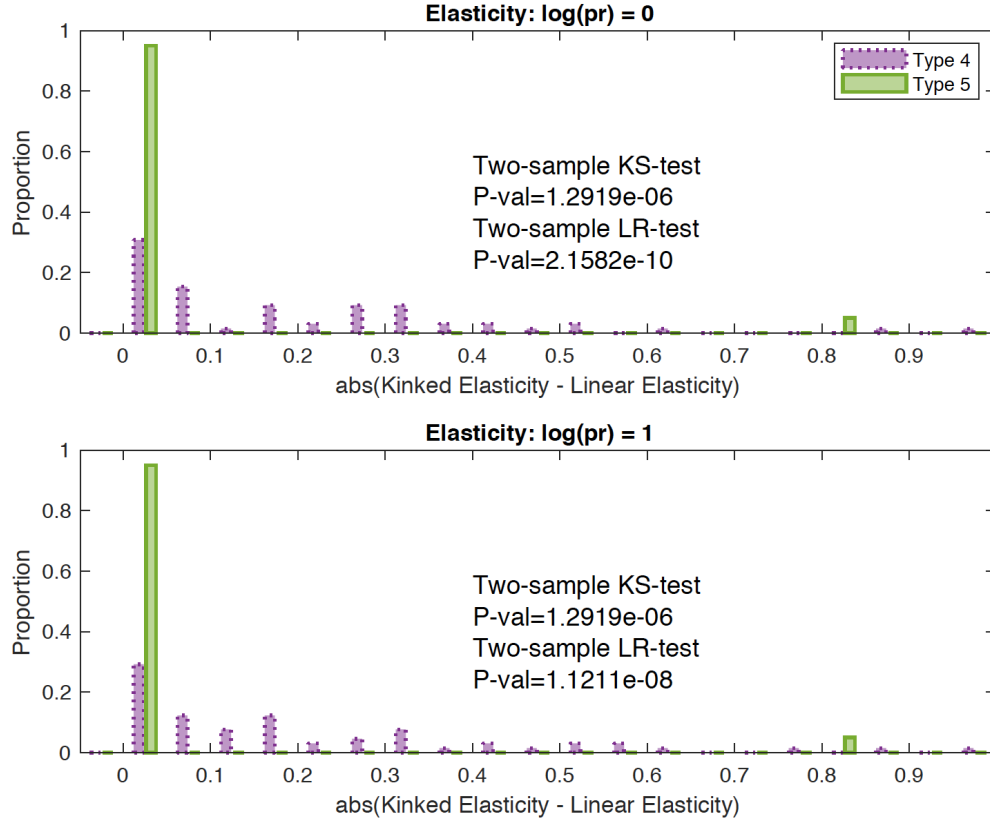 Elasticity: log(pr) = 0
1
0.8
0.6
0.4
0.2
0
Proportion
Type 4
Type 5
Two-sample KS-test
P-val=1.2919e-06
Two-sample LR-test
P-val=2.1582e-10
0 0.1 0.2 0.3 0.4 0.5 0.6 0.7 0.8 0.9
abs(Kinked Elasticity - Linear Elasticity)
Elasticity: log(pr) = 1
1
0.8
0.6
0.4
0.2
0
Proportion
Two-sample KS-test
P-val=1.2919e-06
Two-sample LR-test
P-val=1.1211e-08
0 0.1 0.2 0.3 0.4 0.5 0.6 0.7 0.8 0.9
abs(Kinked Elasticity - Linear Elasticity)